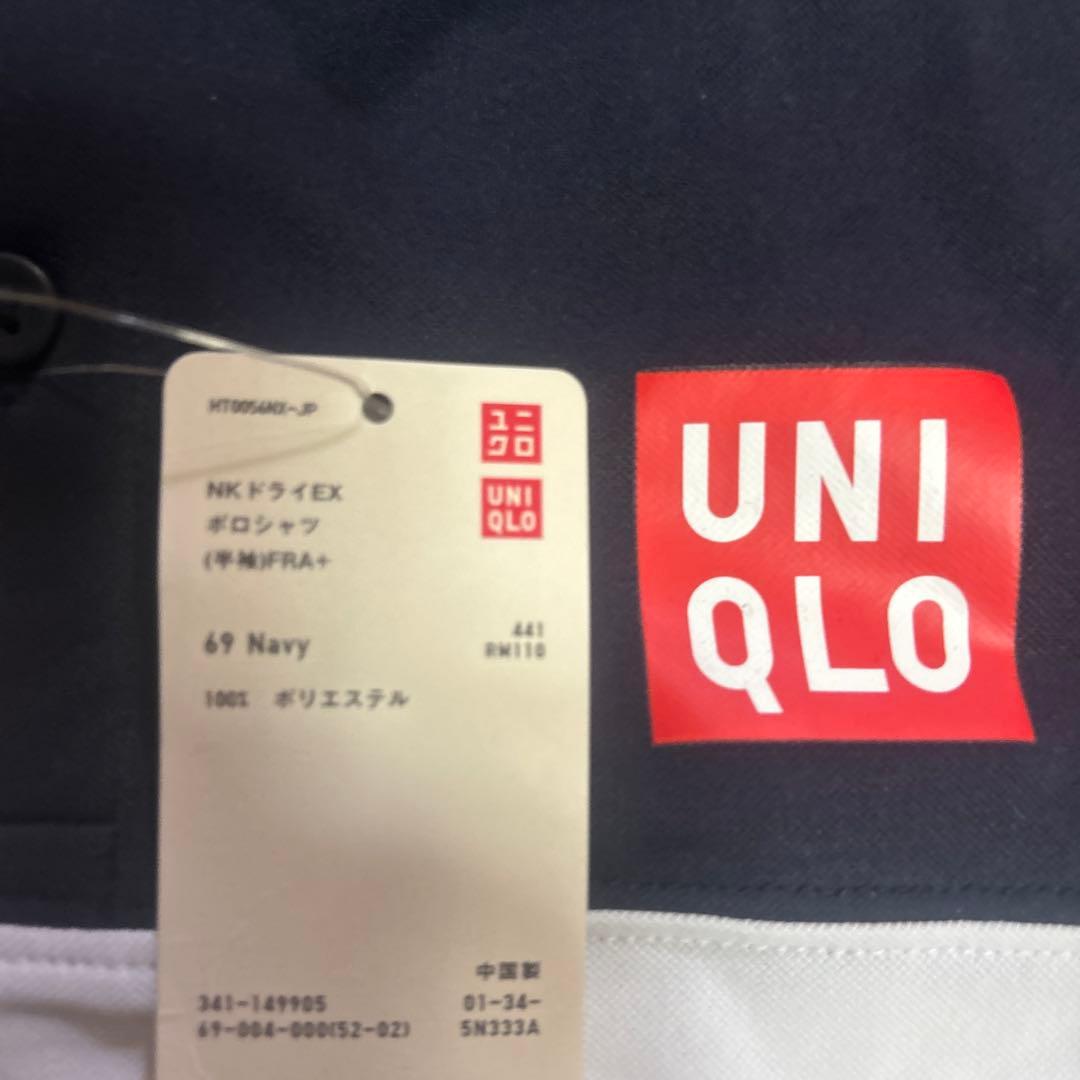 HT0056NX-JP
ユニ
クロ
NKドライEX
ポロシャツ
(半袖)FRA+
UNI
QLO
69 Navy
441
RM110
100% ポリエステル
中国製
341-149905
01-34-
69-004-000(52-02)
5N333A
UNI
QLO